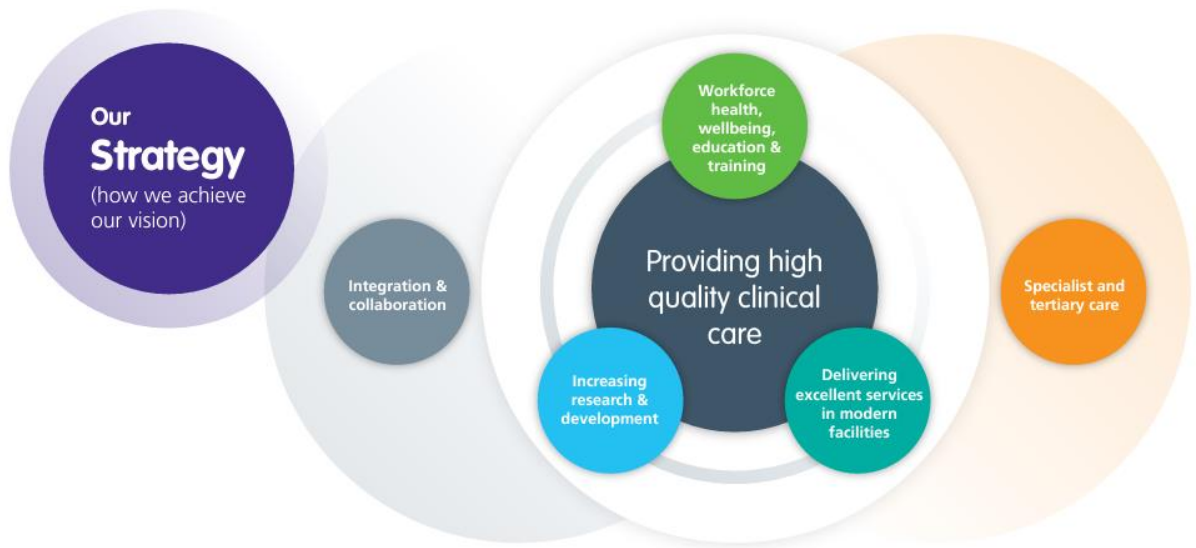 Our
Strategy
(how we achieve
our vision)
Integration &
collaboration
Workforce
health,
wellbeing,
education &
training
Providing high
quality clinical
care
Increasing
research &
development
Delivering
excellent services
in modern
facilities
Specialist and
tertiary care